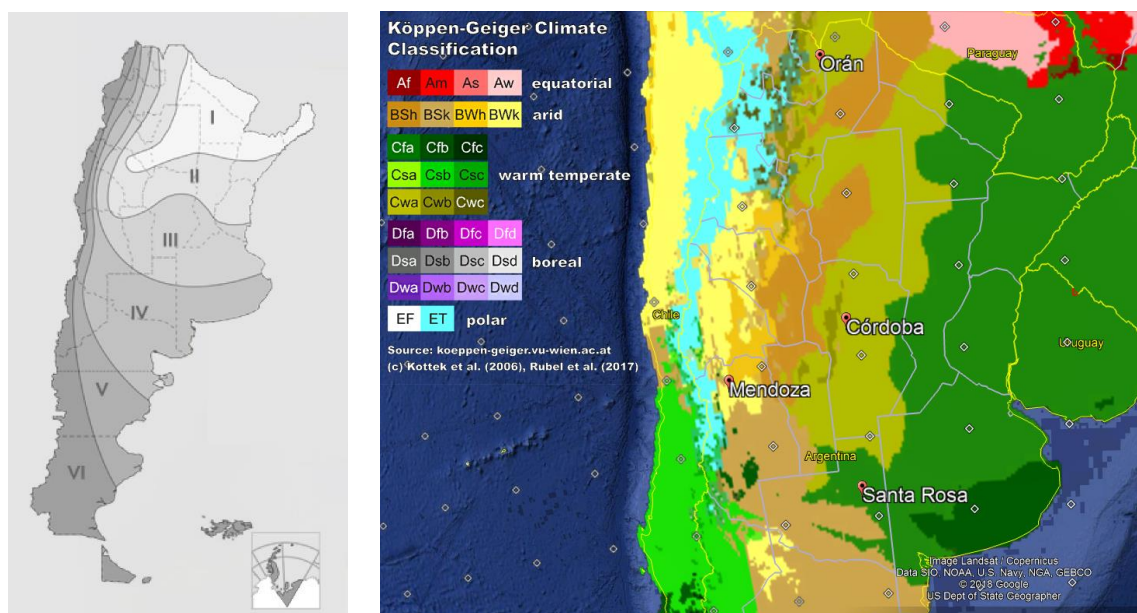 I
II
III
IV
V
VI
Köppen-Geiger Climate
Classification
Af Am As Aw equatorial
BSh BSk BWh BWk arid
Cfa Cfb Cfc
Csa Csb Csc warm temperate
Cwa Cwb Cwc
Dfa Dfb Dfc Dfd
Dsa Dsb Dsc Dsd boreal
Dwa Dwb Dwc Dwd
EF ET polar
Source: koeppen-geiger.vu-wien.ac.at
(c) Kottek et al. (2006), Rubel et al. (2017)
Paraguay
Orán
Chile
Córdoba
Uruguay
Mendoza
Argentina
Santa Rosa
Image Landsat / Copernicus
Data SIO, NOAA, U.S. Navy, NGA, GEBCO
© 2018 Google
US Dept of State Geographer